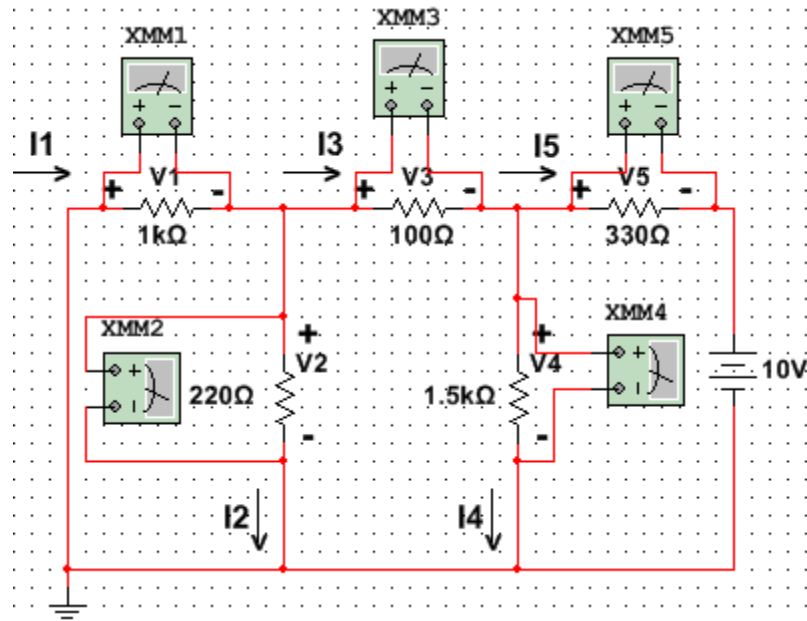 XMM1
XMM3
XMM5
+ −
+ −
+ −
I1
I3
I5
+ V1 -
+ V3 -
+ V5 -
1kΩ
100Ω
330Ω
XMM2
XMM4
+
V2
-
220Ω
+
V4
-
1.5kΩ
10V
I2
I4